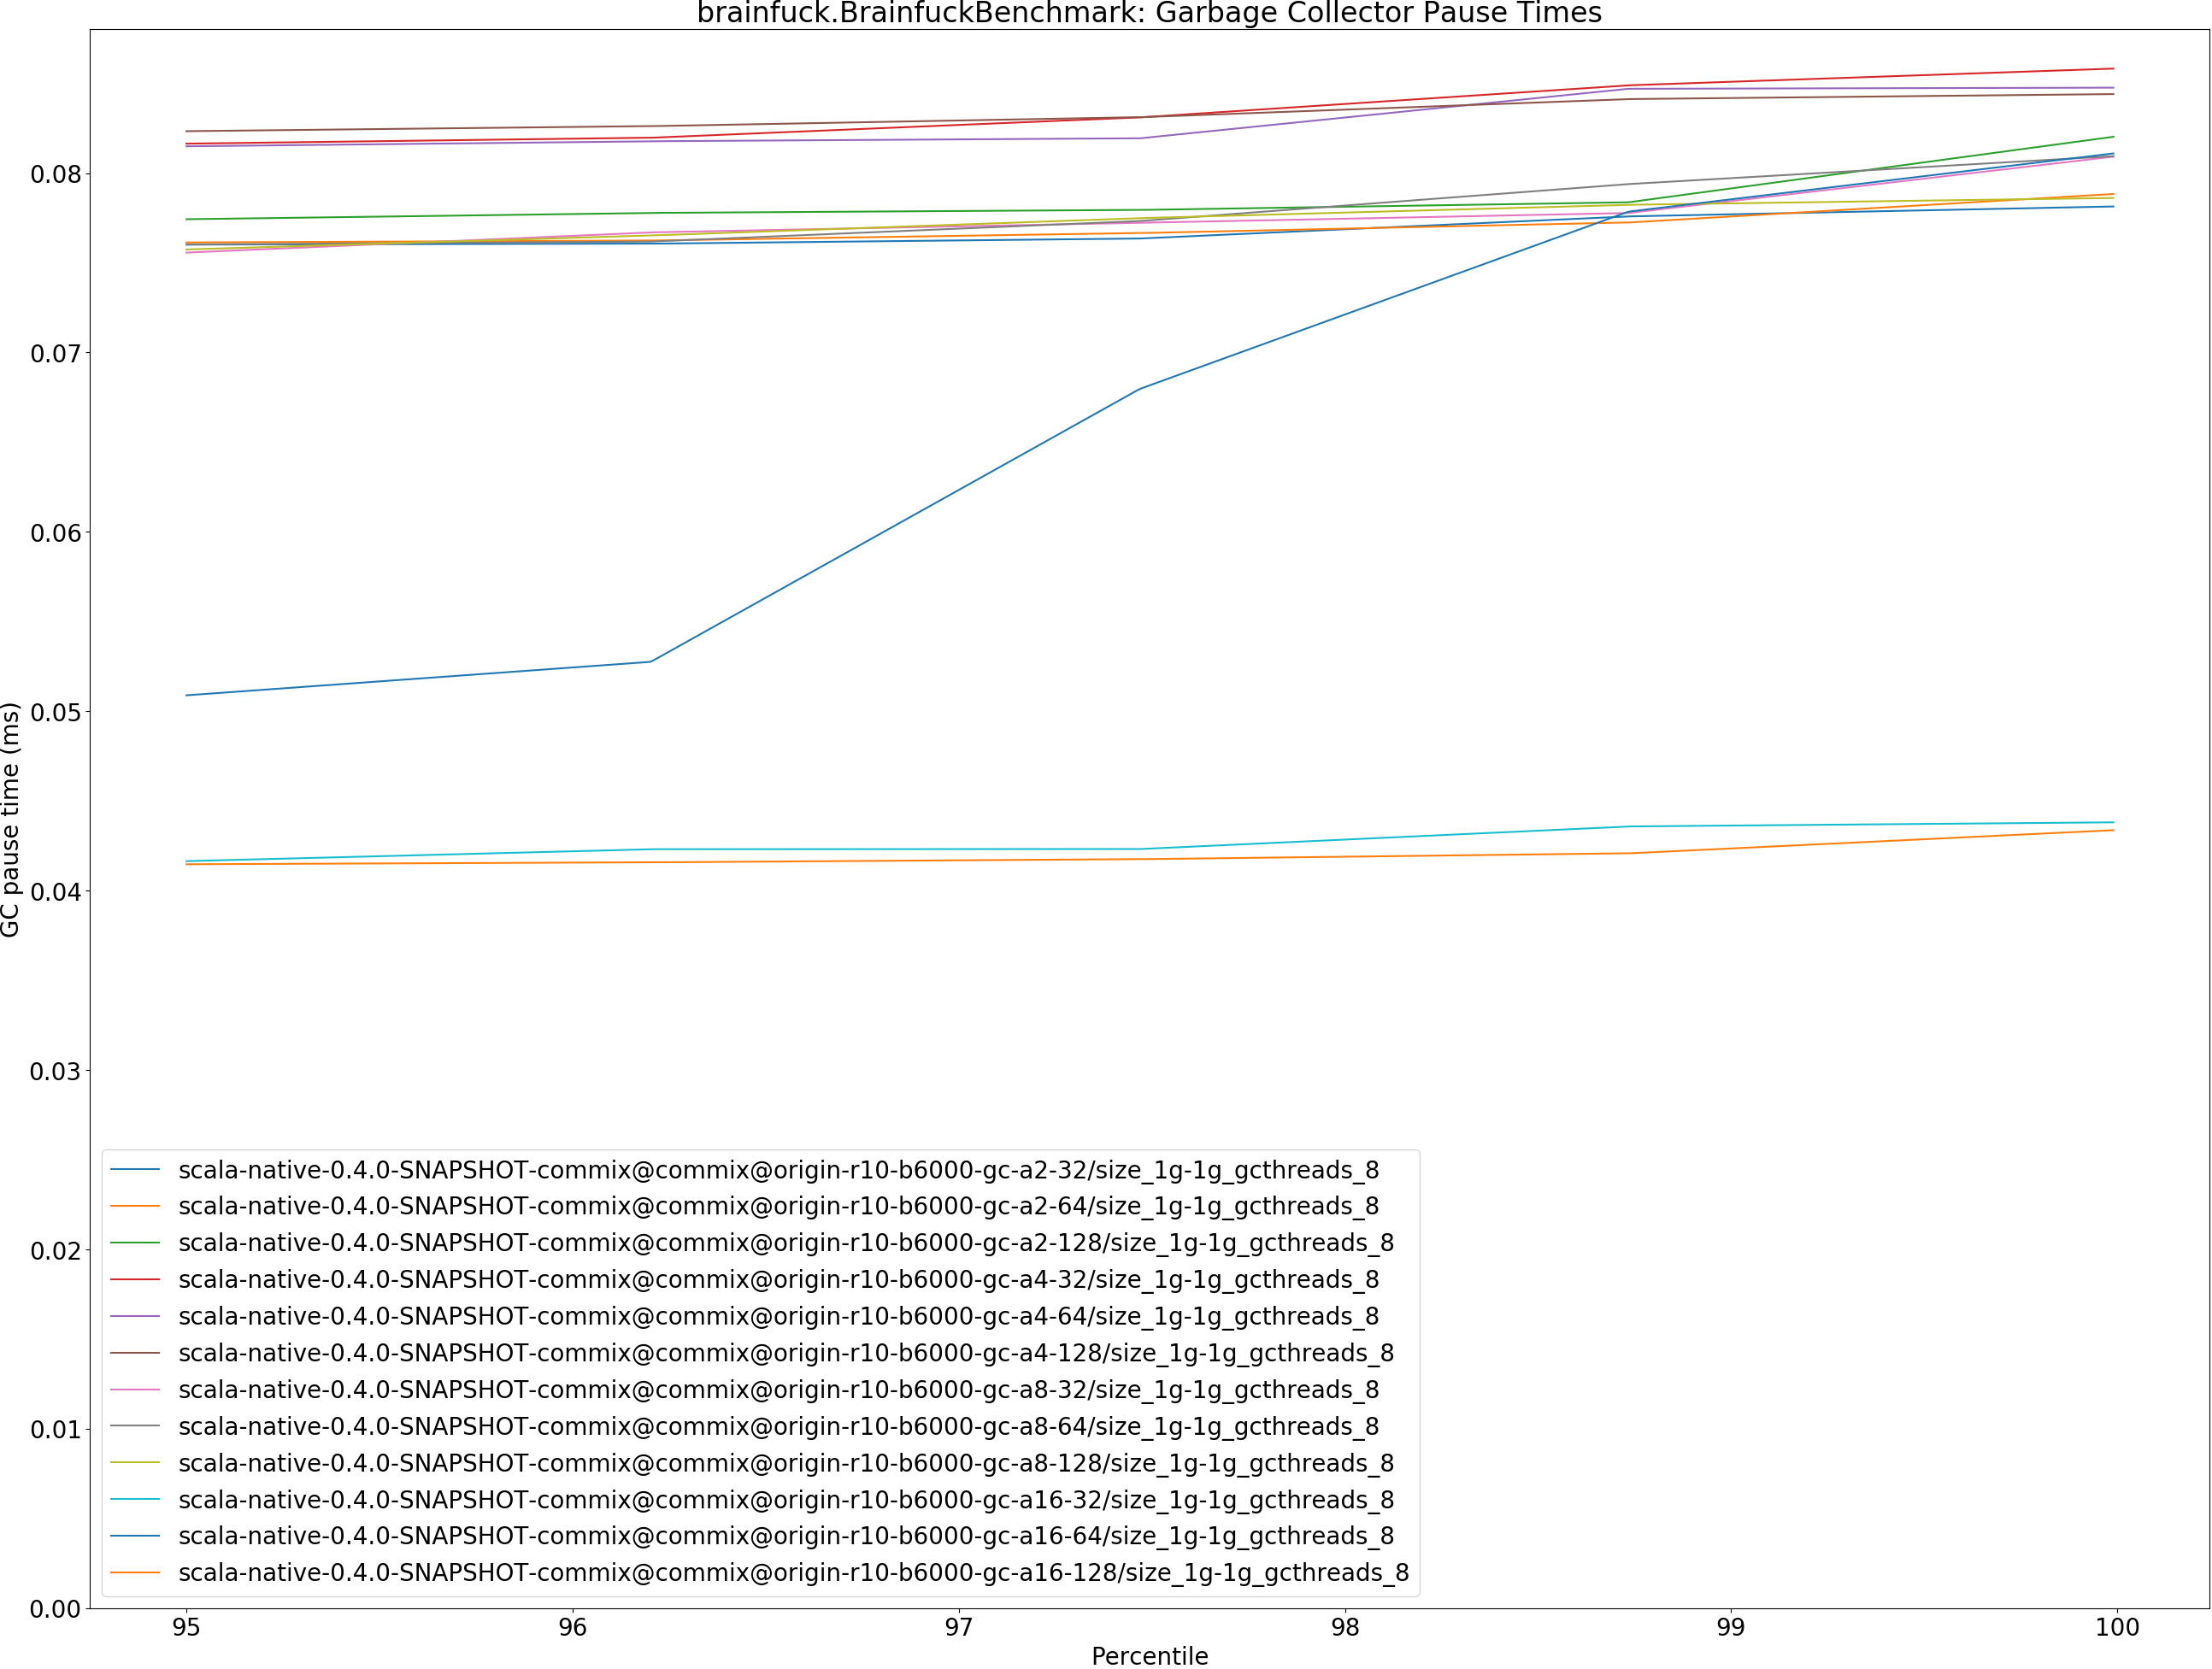 brainfuck.BrainfuckBenchmark: Garbage Collector Pause Times
GC pause time (ms)
0.08
0.07
0.06
0.05
0.04
0.03
0.02
0.01
0.00
scala-native-0.4.0-SNAPSHOT-commix@commix@origin-r10-b6000-gc-a2-32/size_1g-1g_gcthreads_8
scala-native-0.4.0-SNAPSHOT-commix@commix@origin-r10-b6000-gc-a2-64/size_1g-1g_gcthreads_8
scala-native-0.4.0-SNAPSHOT-commix@commix@origin-r10-b6000-gc-a2-128/size_1g-1g_gcthreads_8
scala-native-0.4.0-SNAPSHOT-commix@commix@origin-r10-b6000-gc-a4-32/size_1g-1g_gcthreads_8
scala-native-0.4.0-SNAPSHOT-commix@commix@origin-r10-b6000-gc-a4-64/size_1g-1g_gcthreads_8
scala-native-0.4.0-SNAPSHOT-commix@commix@origin-r10-b6000-gc-a4-128/size_1g-1g_gcthreads_8
scala-native-0.4.0-SNAPSHOT-commix@commix@origin-r10-b6000-gc-a8-32/size_1g-1g_gcthreads_8
scala-native-0.4.0-SNAPSHOT-commix@commix@origin-r10-b6000-gc-a8-64/size_1g-1g_gcthreads_8
scala-native-0.4.0-SNAPSHOT-commix@commix@origin-r10-b6000-gc-a8-128/size_1g-1g_gcthreads_8
scala-native-0.4.0-SNAPSHOT-commix@commix@origin-r10-b6000-gc-a16-32/size_1g-1g_gcthreads_8
scala-native-0.4.0-SNAPSHOT-commix@commix@origin-r10-b6000-gc-a16-64/size_1g-1g_gcthreads_8
scala-native-0.4.0-SNAPSHOT-commix@commix@origin-r10-b6000-gc-a16-128/size_1g-1g_gcthreads_8
95 96 97 98 99 100
Percentile